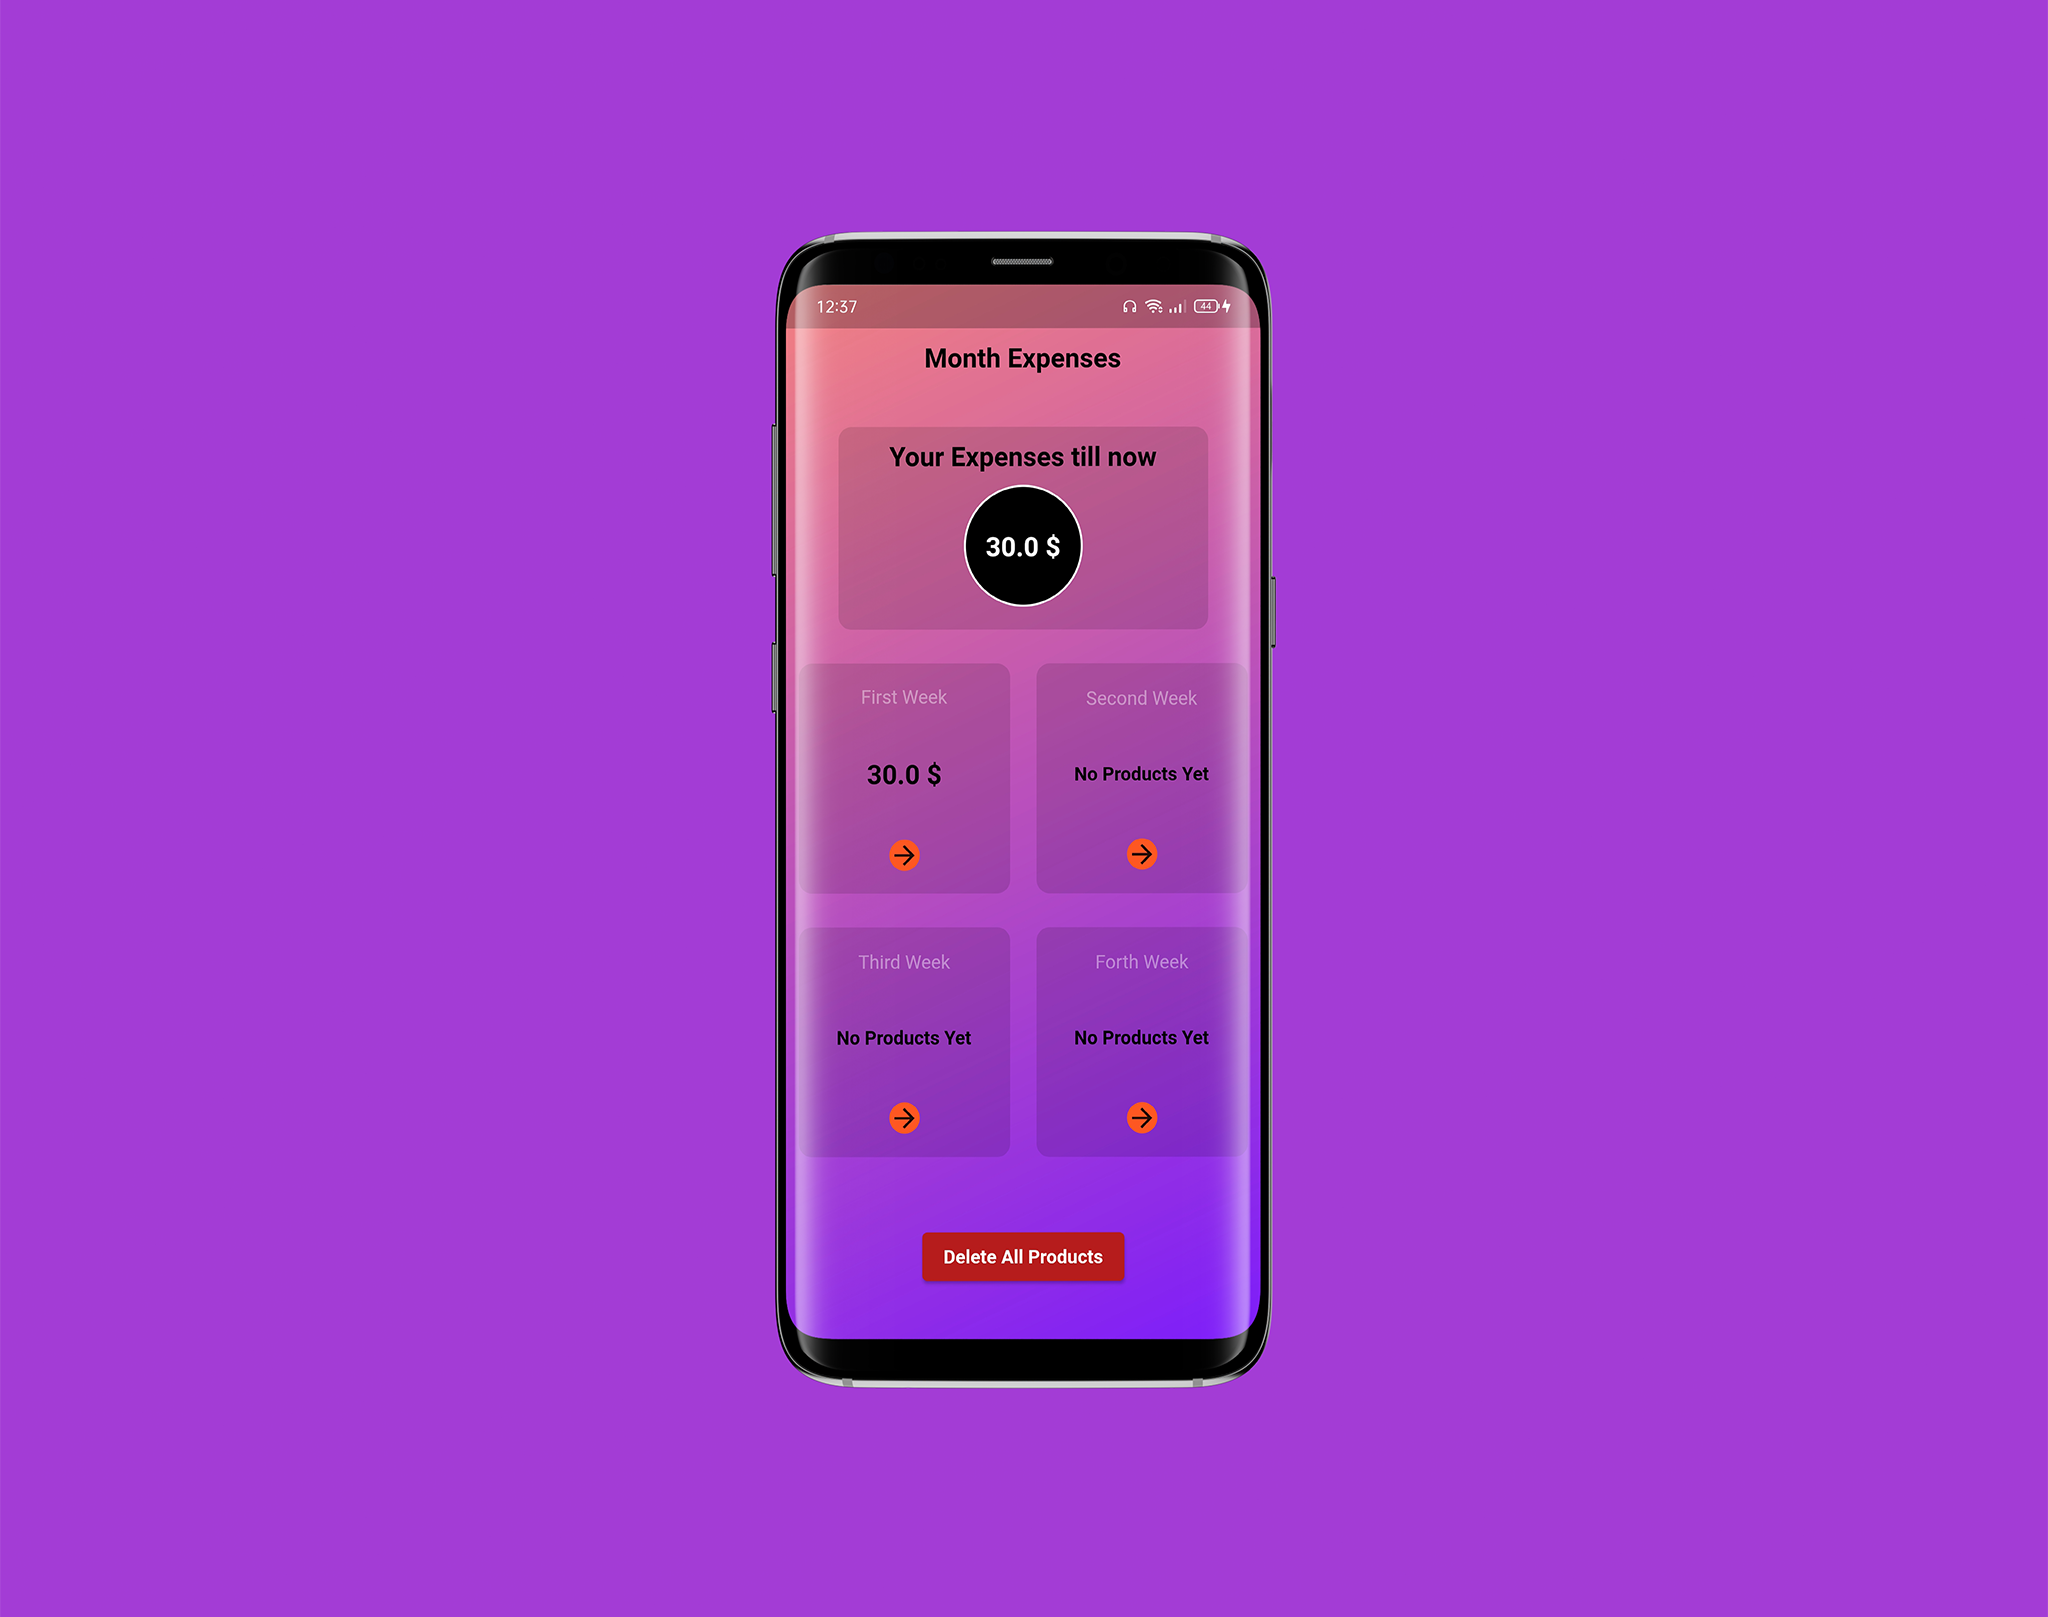 12:37
44
Month Expenses
Your Expenses till now
30.0 $
First Week
Second Week
30.0 $
No Products Yet
Third Week
Forth Week
No Products Yet
No Products Yet
Delete All Products